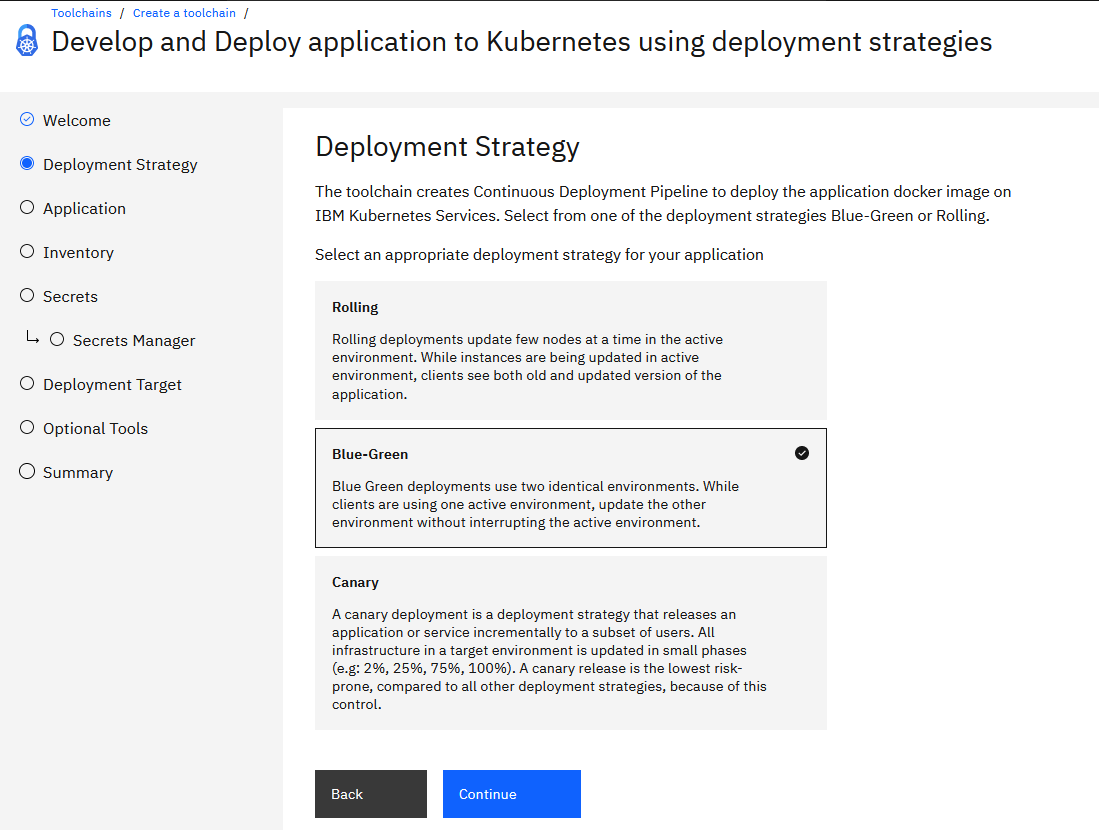 Toolchains / Create a toolchain /
Develop and Deploy application to Kubernetes using deployment strategies
Welcome
Deployment Strategy
Application
Inventory
Secrets
Secrets Manager
Deployment Target
Optional Tools
Summary
Deployment Strategy
The toolchain creates Continuous Deployment Pipeline to deploy the application docker image on
IBM Kubernetes Services. Select from one of the deployment strategies Blue-Green or Rolling.
Select an appropriate deployment strategy for your application
Rolling
Rolling deployments update few nodes at a time in the active
environment. While instances are being updated in active
environment, clients see both old and updated version of the
application.
Blue-Green
Blue Green deployments use two identical environments. While
clients are using one active environment, update the other
environment without interrupting the active environment.
Canary
A canary deployment is a deployment strategy that releases an
application or service incrementally to a subset of users. All
infrastructure in a target environment is updated in small phases
(e.g: 2%, 25%, 75%, 100%). A canary release is the lowest risk-
prone, compared to all other deployment strategies, because of this
control.
Back
Continue